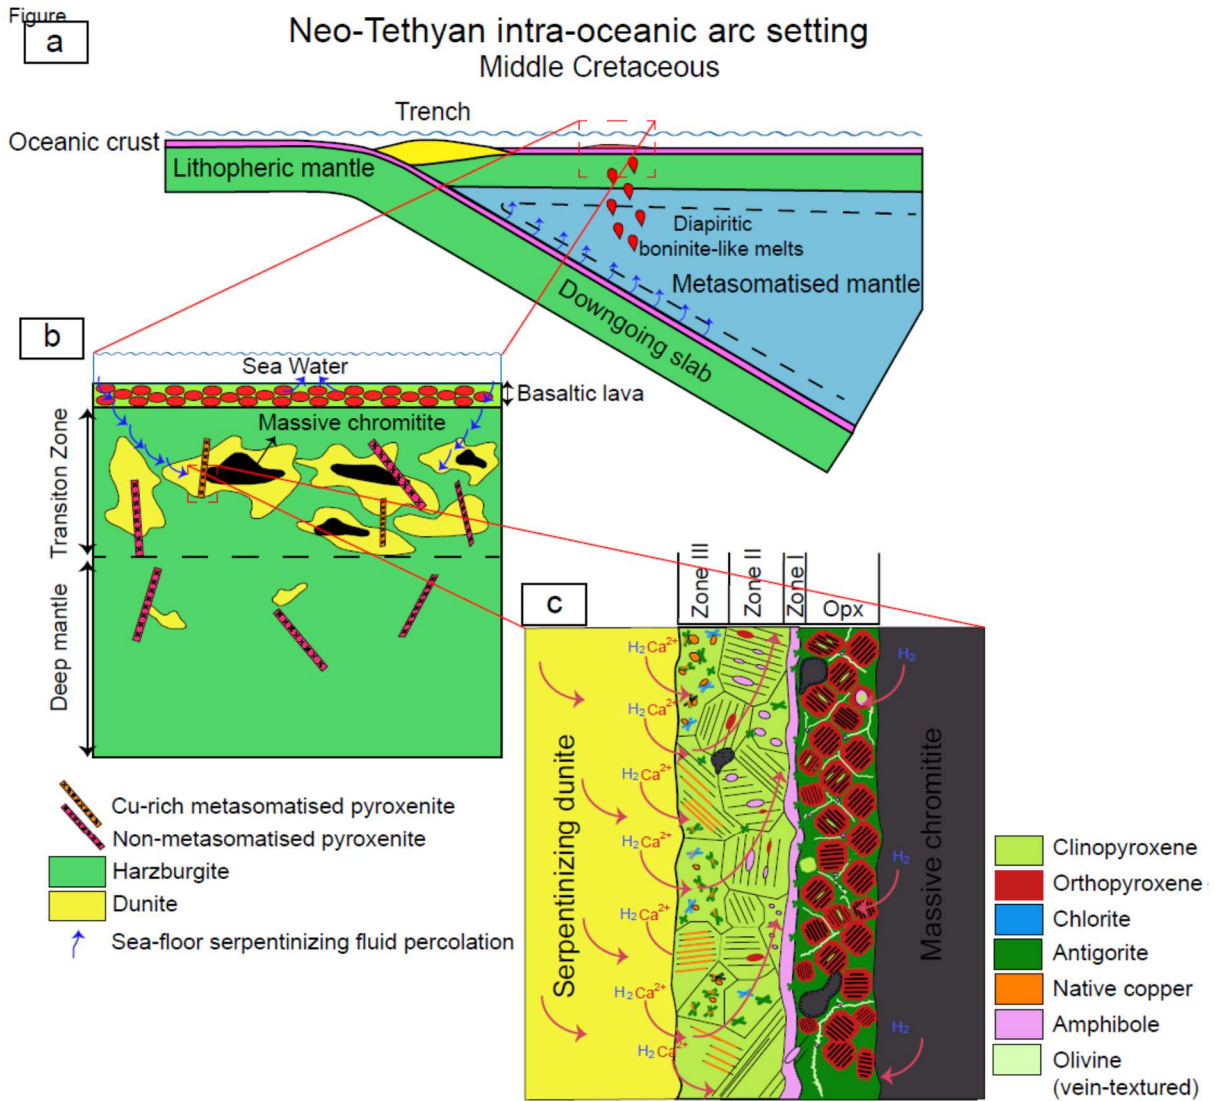 Figure
a
Neo-Tethyan intra-oceanic arc setting
Middle Cretaceous
Trench
Oceanic crust
Lithopheric mantle
Diapiritic
boninite-like melts
Metasomatised mantle
Downgoing slab
b
Sea Water
Basaltic lava
Massive chromitite
Transiton Zone
Deep mantle
Cu-rich metasomatised pyroxenite
Non-metasomatised pyroxenite
Harzburgite
Dunite
Sea-floor serpentinizing fluid percolation
c
Zone III
Zone II
Zone I
Opx
H₂Ca²⁺
H₂Ca²⁺
H₂Ca²⁺
H₂Ca²⁺
H₂Ca²⁺
H₂Ca²⁺
H₂Ca²⁺
H₂
H₂
H₂
Serpentinizing dunite
Massive chromitite
Clinopyroxene
Orthopyroxene
Chlorite
Antigorite
Native copper
Amphibole
Olivine
(vein-textured)